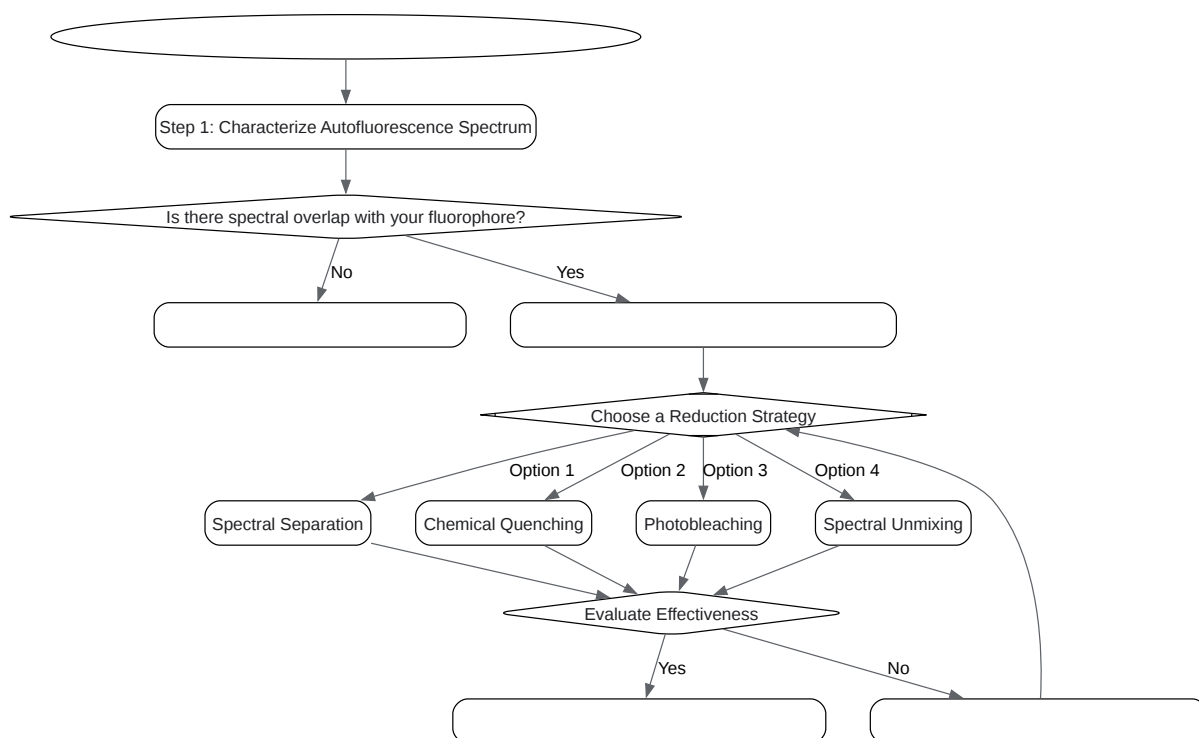 Step 1: Characterize Autofluorescence Spectrum
Is there spectral overlap with your fluorophore?
No
Yes
Choose a Reduction Strategy
Option 1
Option 2
Option 3
Option 4
Spectral Separation
Chemical Quenching
Photobleaching
Spectral Unmixing
Evaluate Effectiveness
Yes
No